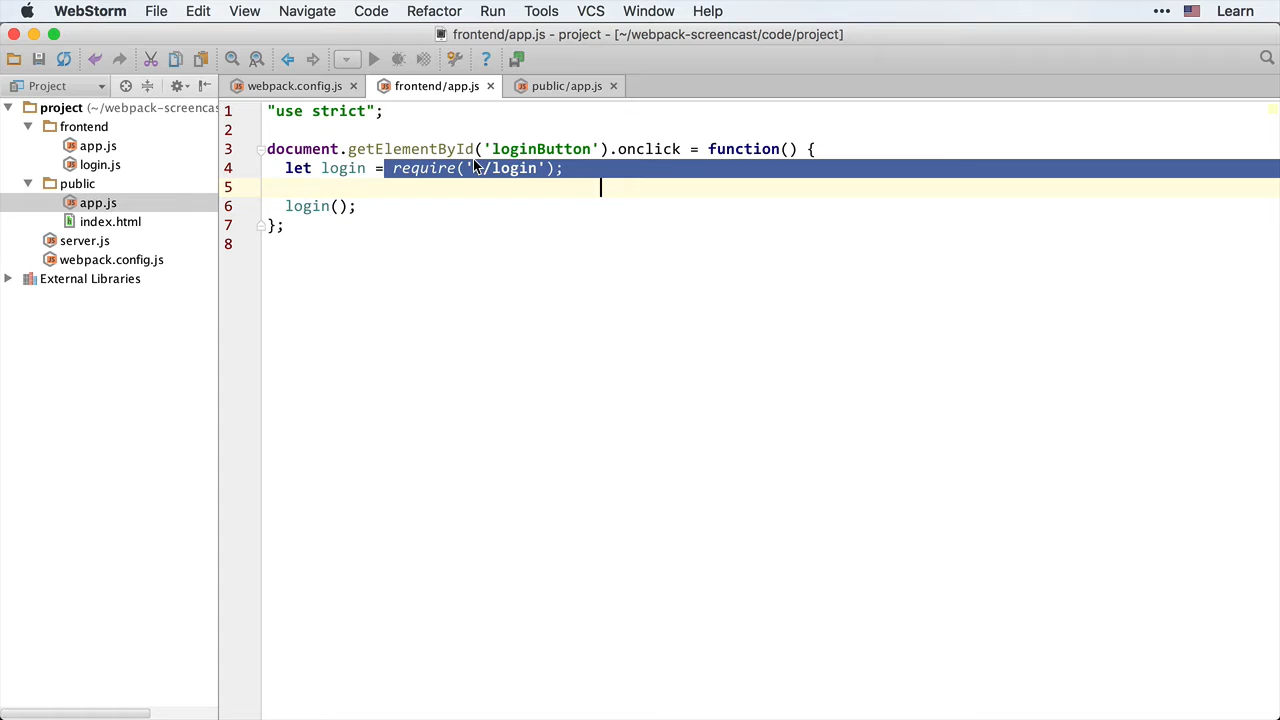 WebStorm File Edit View Navigate Code Refactor Run Tools VCS Window Help Learn
frontend/app.js - project - [~/webpack-screencast/code/project]
Project webpack.config.js frontend/app.js public/app.js
project (~/webpack-screencas
frontend
app.js
login.js
public
app.js
index.html
server.js
webpack.config.js
External Libraries
1 "use strict";
2
3 document.getElementById('loginButton').onclick = function() {
4 let login = require('./login');
5
6 login();
7 };
8